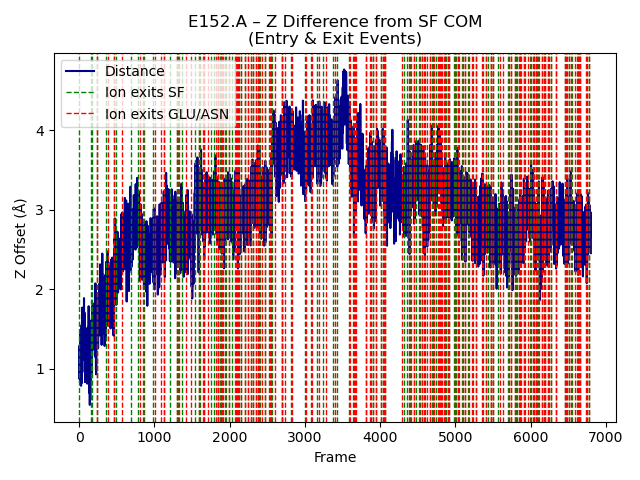 E152.A – Z Difference from SF COM
(Entry & Exit Events)
Distance
Ion exits SF
Ion exits GLU/ASN
Z Offset (Å)
4
3
2
1
0 1000 2000 3000 4000 5000 6000 7000
Frame